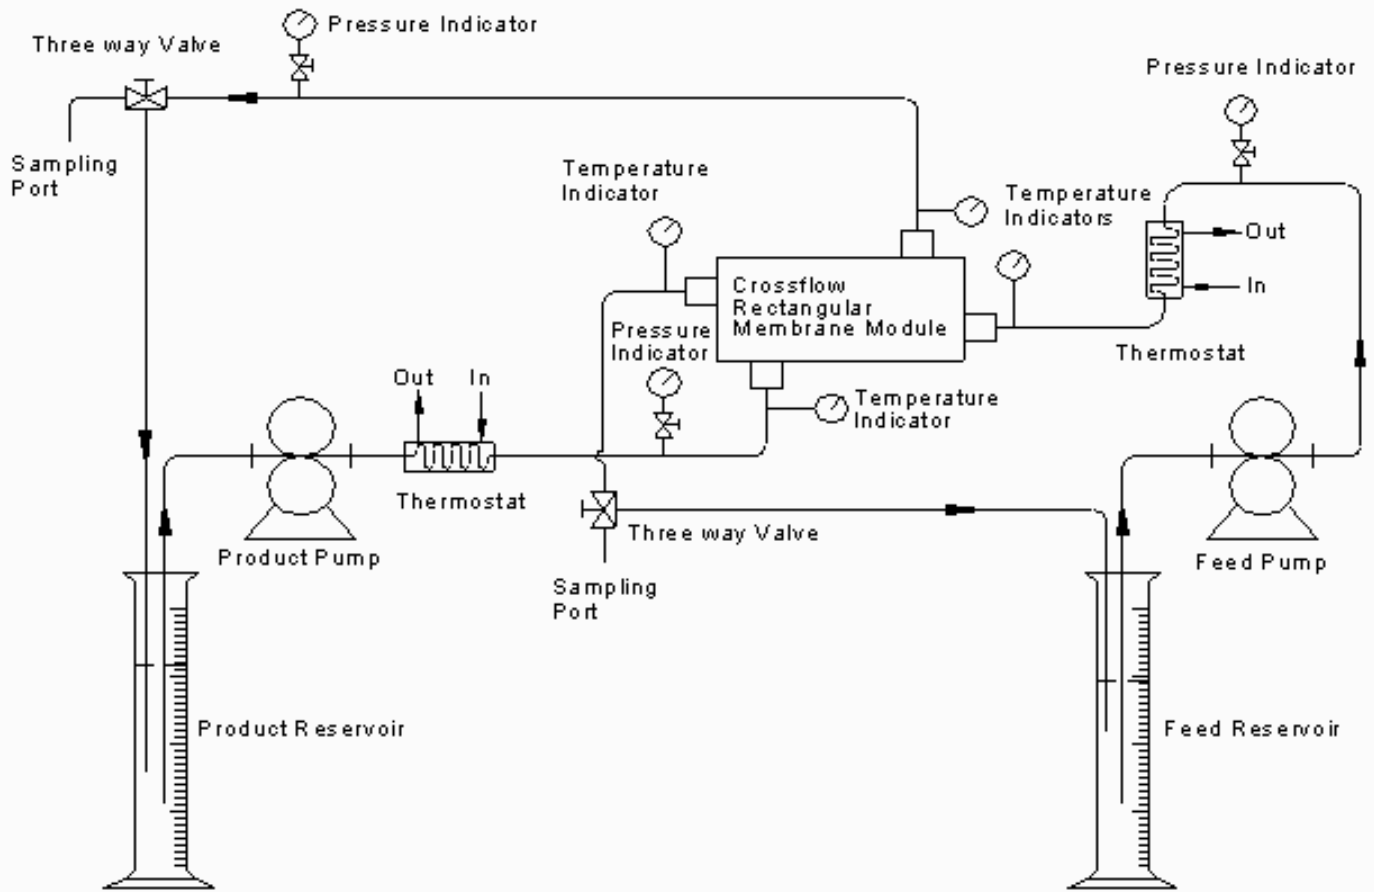 Pressure Indicator
Three way Valve
Pressure Indicator
Sampling
Port
Temperature
Indicator
Temperature
Indicators
Out
In
Crossflow
Rectangular
Membrane Module
Pressure
Indicator
Thermostat
Out
In
Temperature
Indicator
Thermostat
Three way Valve
Product Pump
Feed Pump
Sampling
Port
Product Reservoir
Feed Reservoir